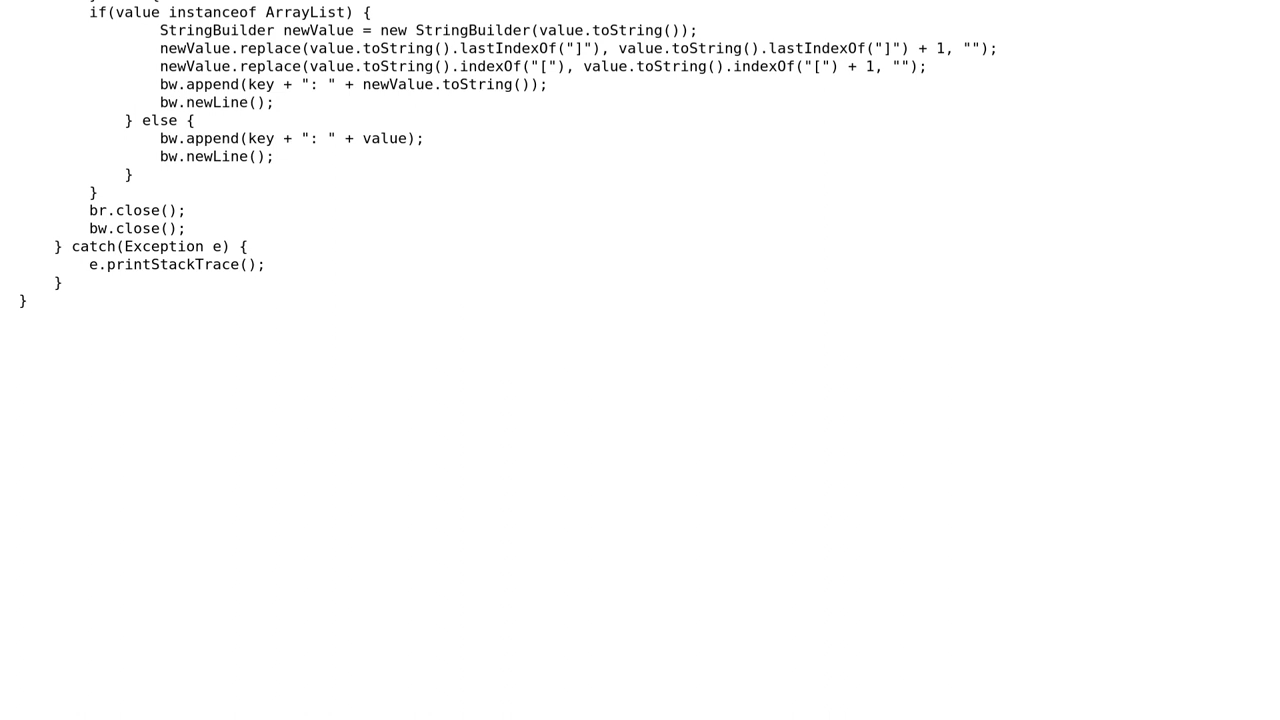 if(value instanceof ArrayList) {
StringBuilder newValue = new StringBuilder(value.toString());
newValue.replace(value.toString().lastIndexOf("]"), value.toString().lastIndexOf("]") + 1, "");
newValue.replace(value.toString().indexOf("["), value.toString().indexOf("[") + 1, "");
bw.append(key + ": " + newValue.toString());
bw.newLine();
} else {
bw.append(key + ": " + value);
bw.newLine();
}
}
br.close();
bw.close();
} catch(Exception e) {
e.printStackTrace();
}
}